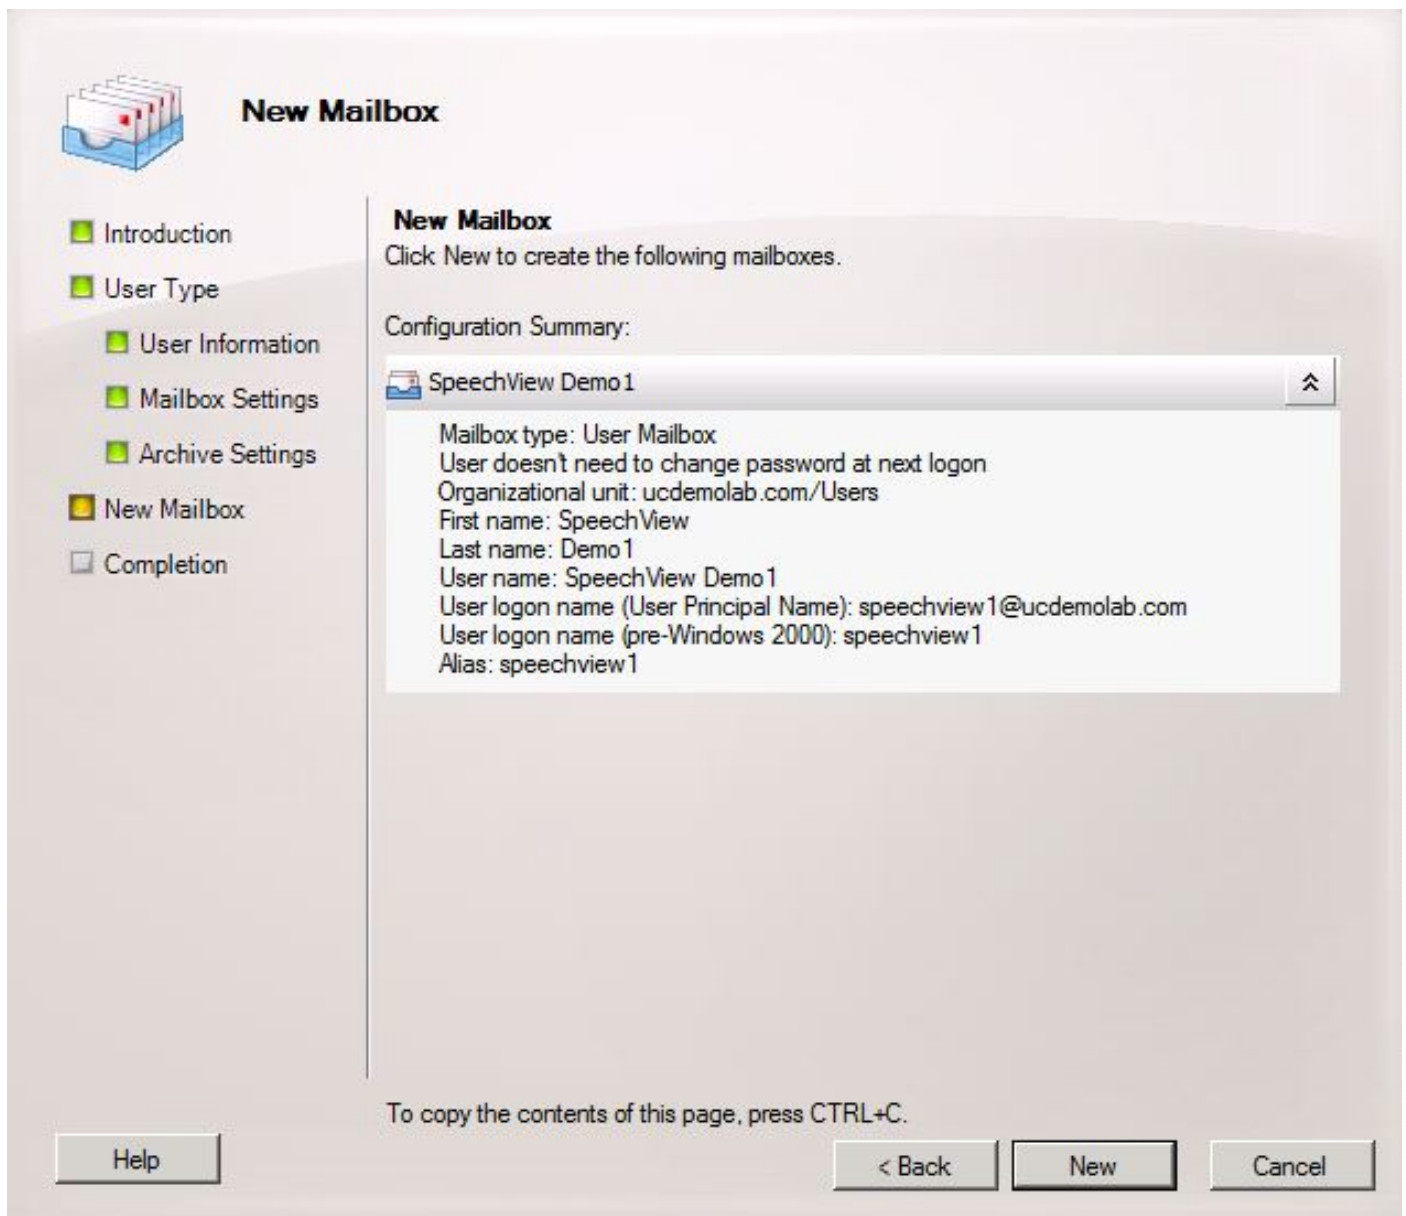 New Mailbox
Introduction
User Type
User Information
Mailbox Settings
Archive Settings
New Mailbox
Completion
New Mailbox
Click New to create the following mailboxes.
Configuration Summary:
SpeechView Demo1
Mailbox type: User Mailbox
User doesn't need to change password at next logon
Organizational unit: ucdemolab.com/Users
First name: SpeechView
Last name: Demo1
User name: SpeechView Demo1
User logon name (User Principal Name): speechview1@ucdemolab.com
User logon name (pre-Windows 2000): speechview1
Alias: speechview1
To copy the contents of this page, press CTRL+C.
Help
< Back
New
Cancel